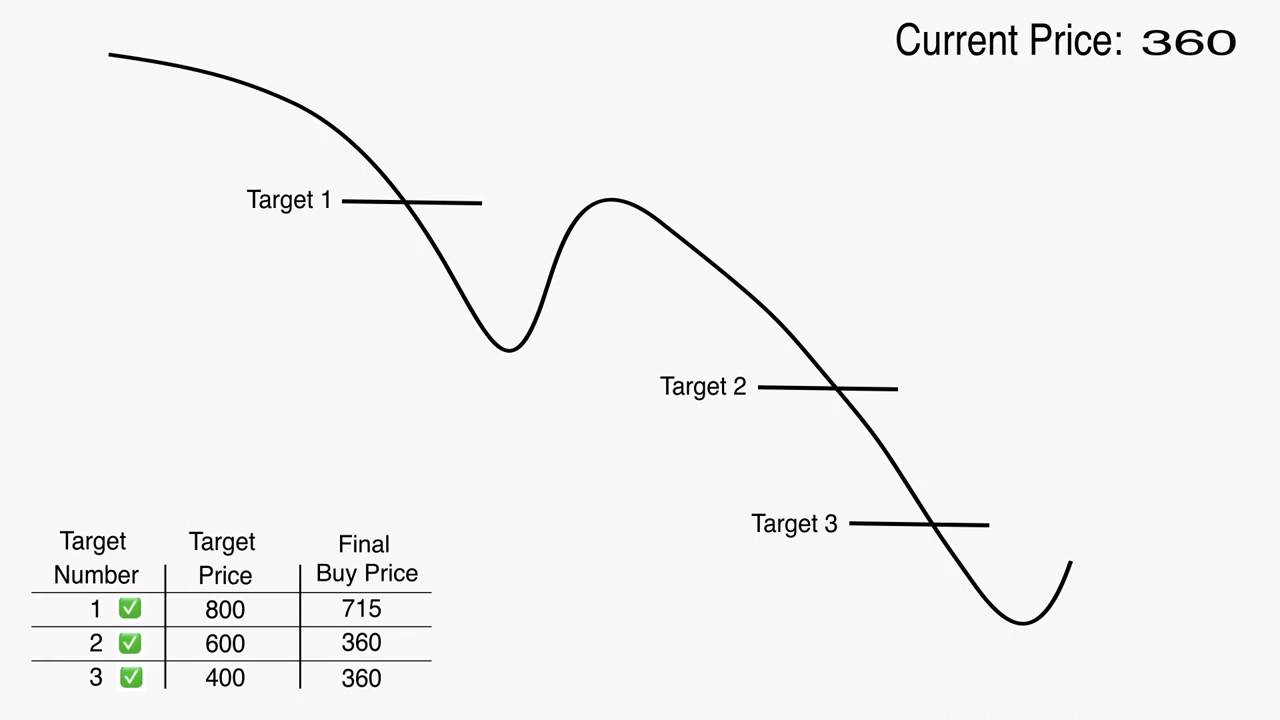 Current Price: 360
Target 1
Target 2
Target 3
Target Number | Target Price | Final Buy Price
1 ✅ | 800 | 715
2 ✅ | 600 | 360
3 ✅ | 400 | 360